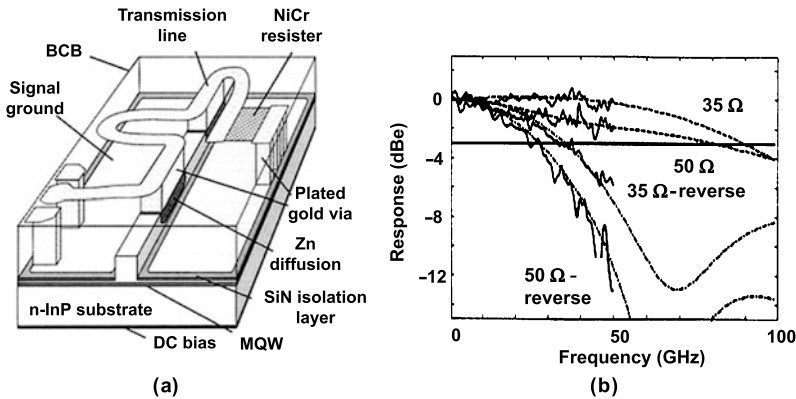 Transmission
line
NiCr
resister
BCB
Signal
ground
Plated
gold via
Zn
diffusion
SiN isolation
layer
n-InP substrate
DC bias
MQW
(a)
Response (dBe)
0
−4
−8
−12
35 Ω
50 Ω
35 Ω-reverse
50 Ω-
reverse
0
50
100
Frequency (GHz)
(b)